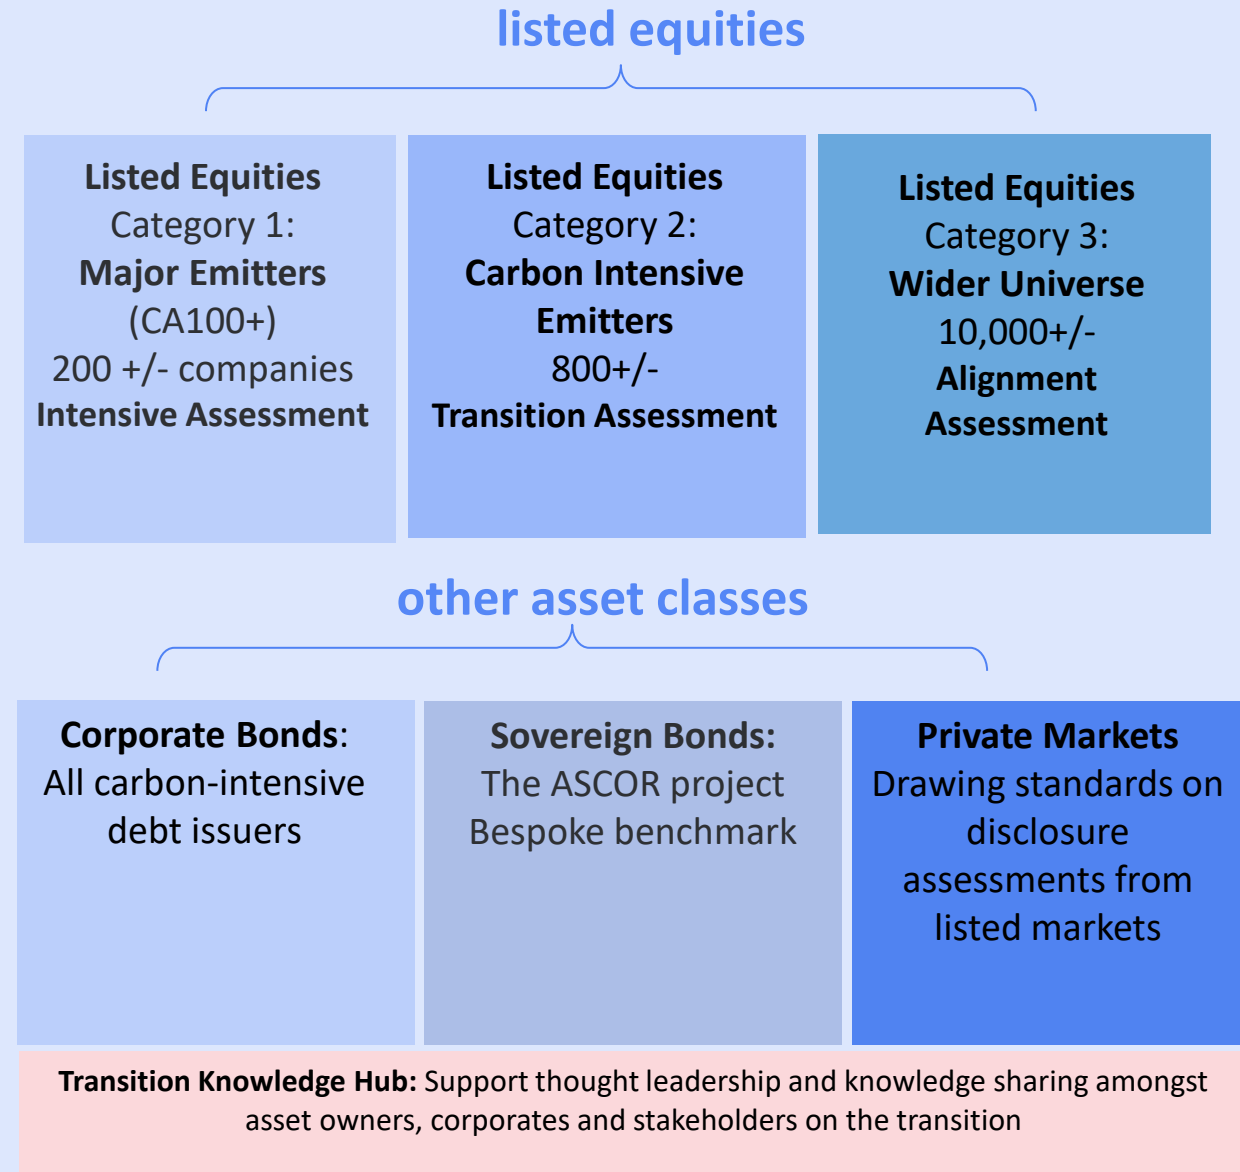 listed equities
Listed Equities
Category 1:
Major Emitters
(CA100+)
200 +/- companies
Intensive Assessment
Listed Equities
Category 2:
Carbon Intensive
Emitters
800+/-
Transition Assessment
Listed Equities
Category 3:
Wider Universe
10,000+/-
Alignment
Assessment
other asset classes
Corporate Bonds:
All carbon-intensive
debt issuers
Sovereign Bonds:
The ASCOR project
Bespoke benchmark
Private Markets
Drawing standards on
disclosure
assessments from
listed markets
Transition Knowledge Hub: Support thought leadership and knowledge sharing amongst
asset owners, corporates and stakeholders on the transition